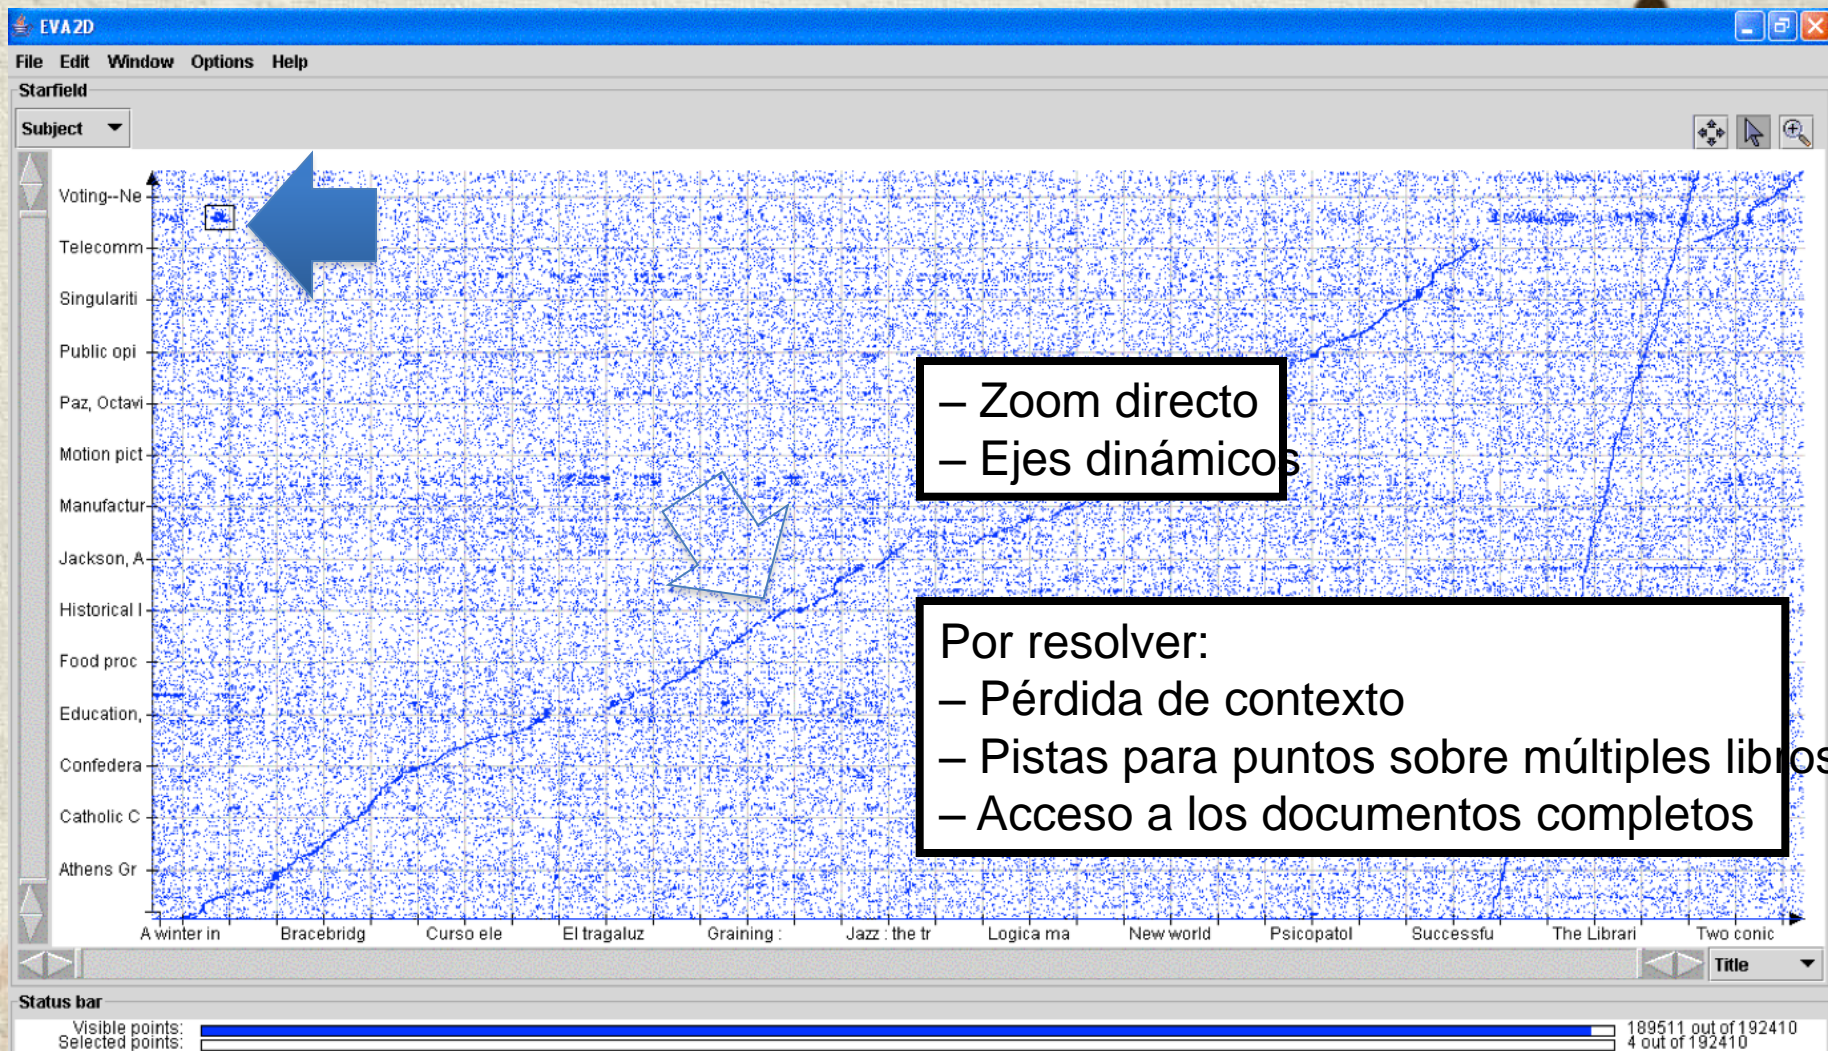 EVA2D
File Edit Window Options Help
Starfield
Subject
Voting--Ne
Telecomm
Singulariti
Public opi
Paz, Octavi
Motion pict
Manufactur
Jackson, A
Historical I
Food proc
Education,
Confedera
Catholic C
Athens Gr
– Zoom directo
– Ejes dinámicos
Por resolver:
– Pérdida de contexto
– Pistas para puntos sobre múltiples libros
– Acceso a los documentos completos
A winter in Bracebridg Curso ele El tragaluz Graining : Jazz : the tr Logica ma New world Psicopatol Successfu The Librari Two conic
Title
Status bar
Visible points: 189511 out of 192410
Selected points: 4 out of 192410